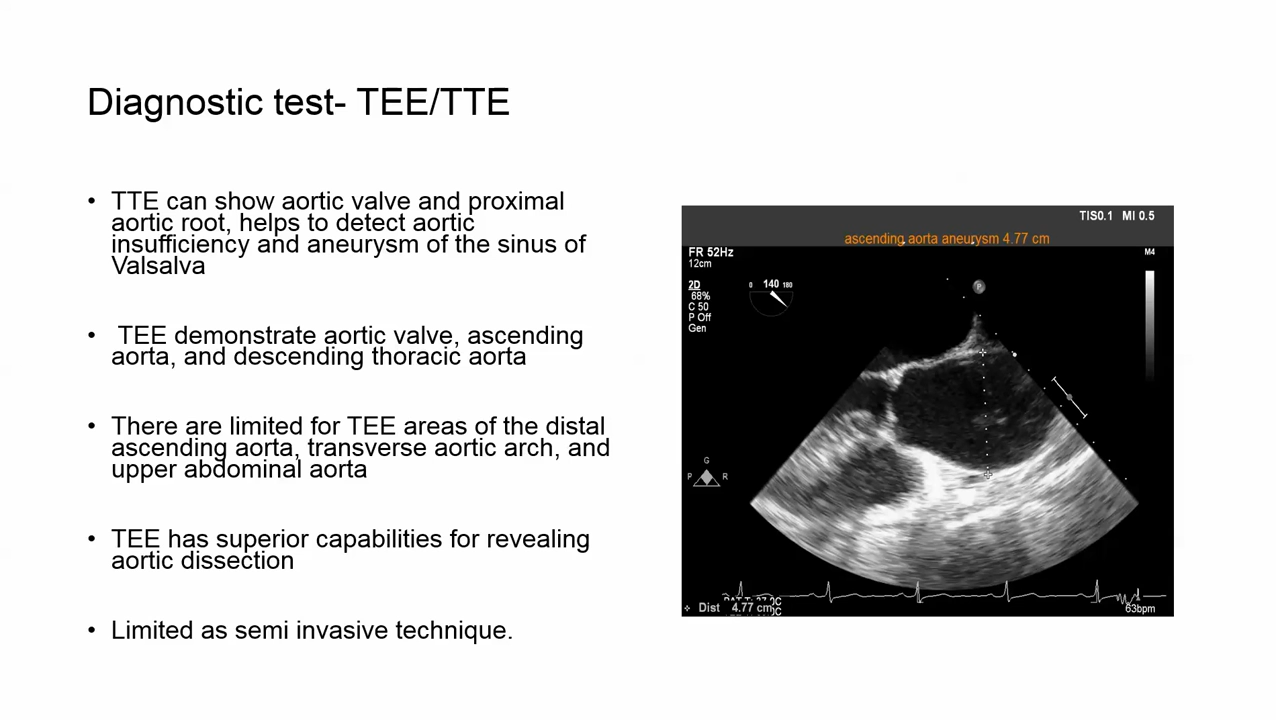 Diagnostic test- TEE/TTE
• TTE can show aortic valve and proximal
aortic root, helps to detect aortic
insufficiency and aneurysm of the sinus of
Valsalva
• TEE demonstrate aortic valve, ascending
aorta, and descending thoracic aorta
• There are limited for TEE areas of the distal
ascending aorta, transverse aortic arch, and
upper abdominal aorta
• TEE has superior capabilities for revealing
aortic dissection
• Limited as semi invasive technique.
TIS0.1 MI 0.5
ascending aorta aneurysm 4.77 cm
FR 52Hz
12cm
M4
2D
68%
C 50
P Off
Gen
0 140 180
P
G
P R
PAT T: 37.0C
Dist 4.77 cm
63bpm